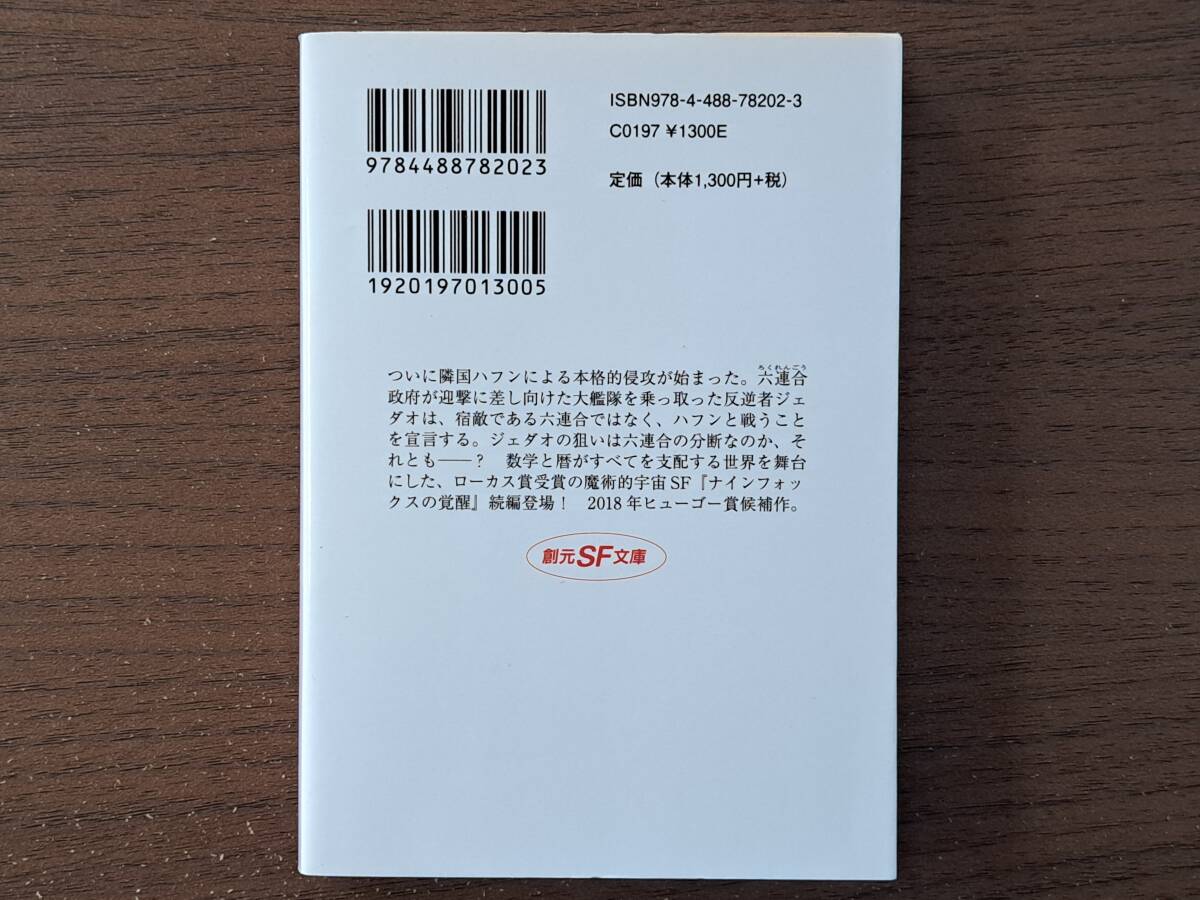 ISBN978-4-488-78202-3
C0197 ¥1300E
9784488782023
定価（本体1,300円+税）
1920197013005
ろくれんごう
ついに隣国ハフンによる本格的侵攻が始まった。六連合
政府が迎撃に差し向けた大艦隊を乗っ取った反逆者ジェ
ダオは、宿敵である六連合ではなく、ハフンと戦うこと
を宣言する。ジェダオの狙いは六連合の分断なのか、そ
れとも――？　数学と暦がすべてを支配する世界を舞台
にした、ローカス賞受賞の魔術的宇宙SF『ナインフォッ
クスの覚醒』続編登場！　2018年ヒューゴー賞候補作。
創元SF文庫